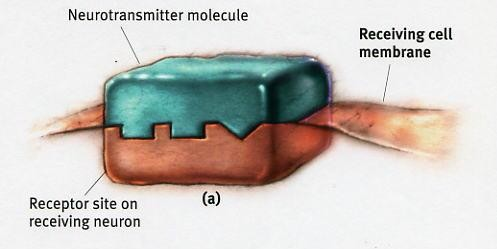 Neurotransmitter molecule
Receiving cell
membrane
Receptor site on
receiving neuron
(a)